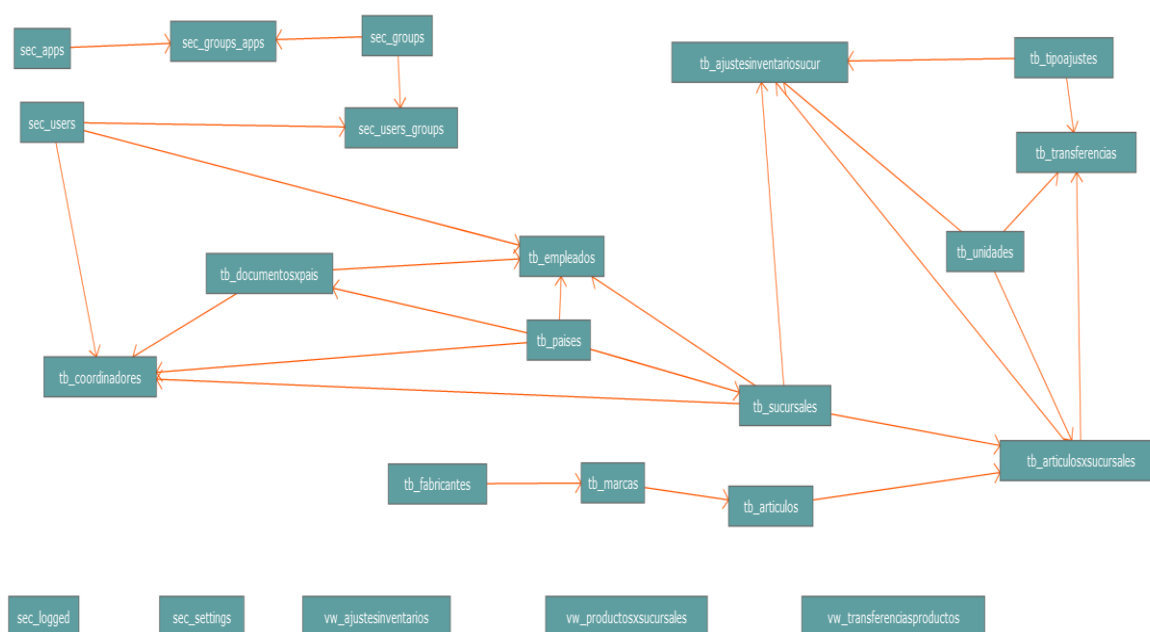 sec_apps
sec_groups_apps
sec_groups
tb_ajustesinventariosucur
tb_tipoajustes
sec_users
sec_users_groups
tb_transferencias
tb_documentosxpais
tb_empleados
tb_unidades
tb_paises
tb_coordinadores
tb_sucursales
tb_articulosxsucursales
tb_fabricantes
tb_marcas
tb_articulos
sec_logged
sec_settings
vw_ajustesinventarios
vw_productosxsucursales
vw_transferenciasproductos